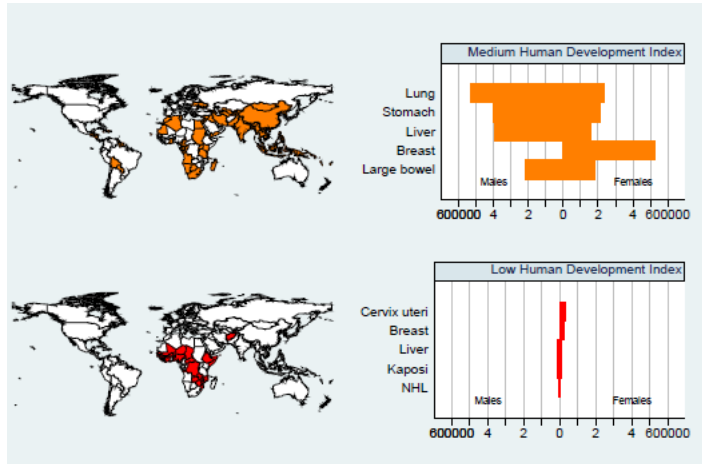 Medium Human Development Index
Lung
Stomach
Liver
Breast
Large bowel
Males Females
600000 4 2 0 2 4 600000
Low Human Development Index
Cervix uteri
Breast
Liver
Kaposi
NHL
Males Females
600000 4 2 0 2 4 600000